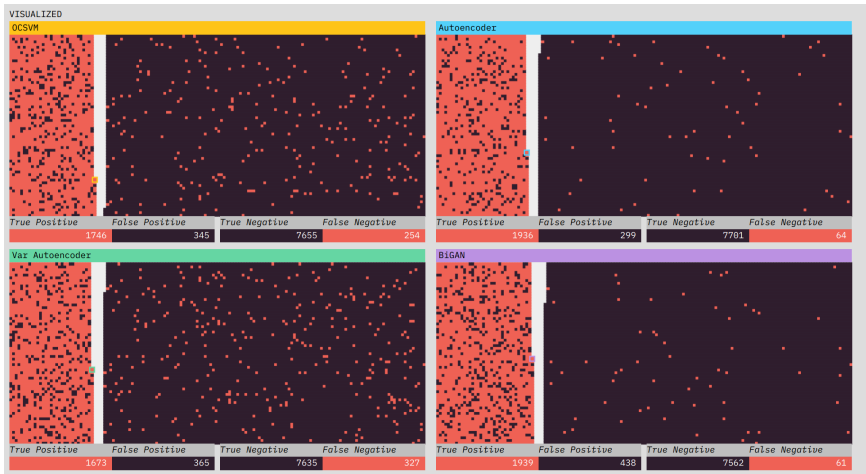 VISUALIZED
OCSVM
True Positive False Positive True Negative False Negative
1746 345 7655 254
Autoencoder
True Positive False Positive True Negative False Negative
1936 299 7701 64
Var Autoencoder
True Positive False Positive True Negative False Negative
1673 365 7635 327
BiGAN
True Positive False Positive True Negative False Negative
1939 438 7562 61